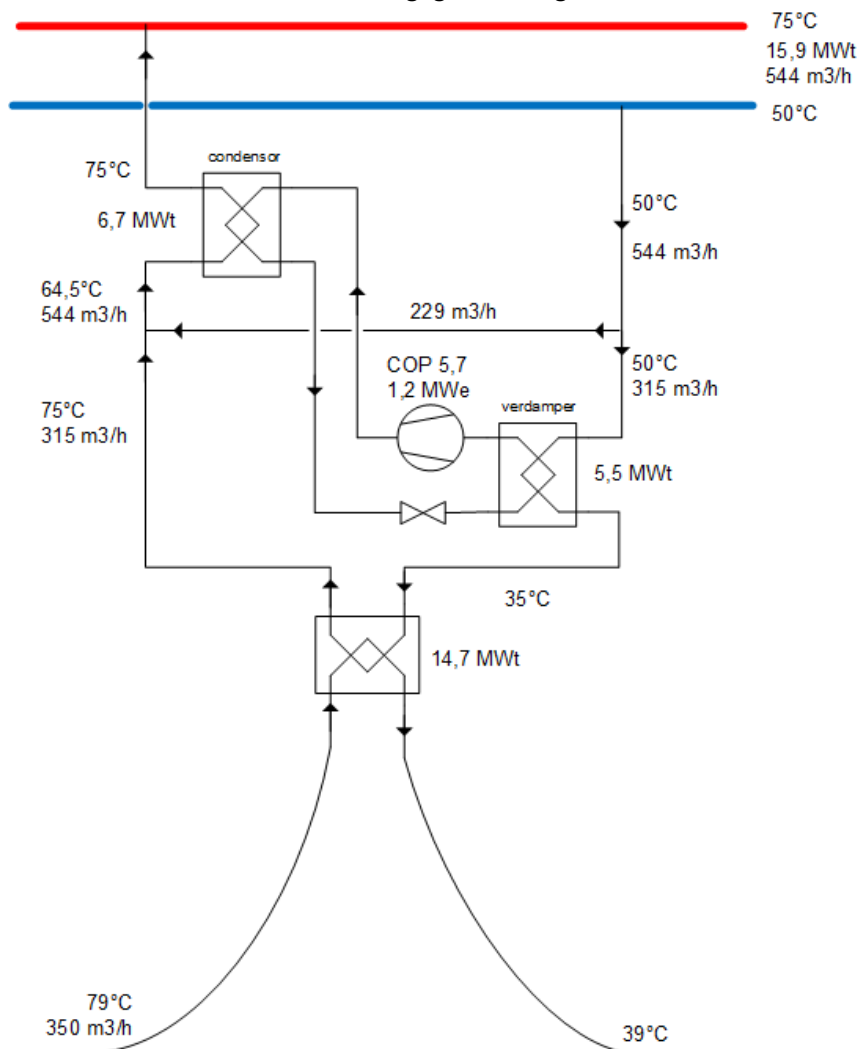 75°C
15,9 MWt
544 m3/h
50°C
condensor
75°C
6,7 MWt
50°C
544 m3/h
64,5°C
544 m3/h
229 m3/h
COP 5,7
1,2 MWe
50°C
315 m3/h
verdamper
75°C
315 m3/h
5,5 MWt
35°C
14,7 MWt
79°C
350 m3/h
39°C